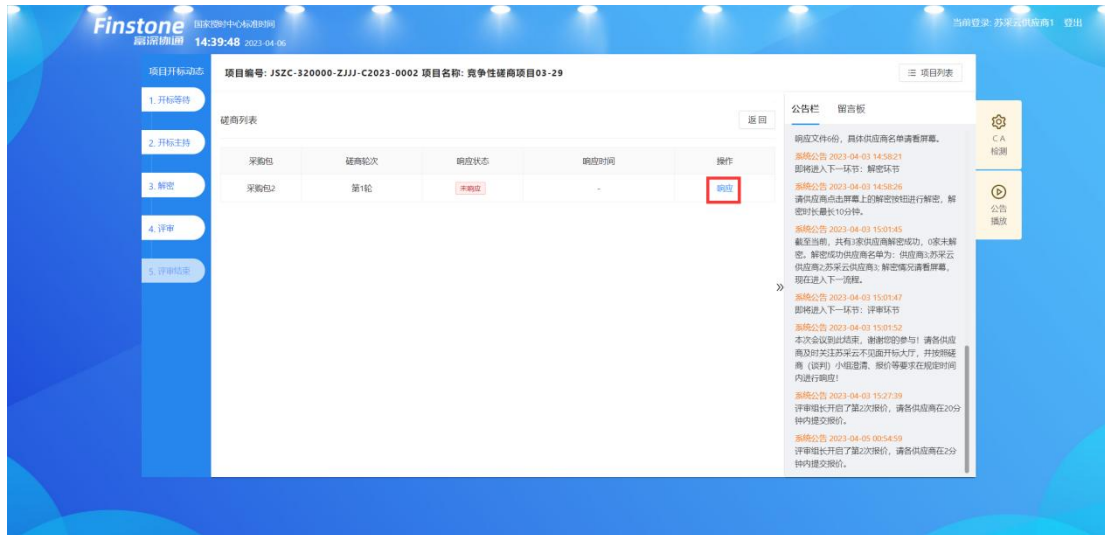 Finstone
富深协通
国家授时中心标准时间
14:39:48 2023-04-06
当前登录: 苏采云供应商1 登出
项目开标动态
1. 开标等待
2. 开标主持
3. 解密
4. 评审
5. 评审结束
项目编号: JSZC-320000-ZJJJ-C2023-0002 项目名称: 竞争性磋商项目03-29
项目列表
磋商列表
返回
采购包 磋商轮次 响应状态 响应时间 操作
采购包2 第1轮 未响应 - 响应
公告栏 留言板
响应文件6份，具体供应商名单请看屏幕。
系统公告 2023-04-03 14:58:21
即将进入下一环节：解密环节
系统公告 2023-04-03 14:58:26
请供应商点击屏幕上的解密按钮进行解密，解
密时长最长10分钟。
系统公告 2023-04-03 15:01:45
截至当前，共有3家供应商解密成功，0家未解
密。解密成功供应商名单为：供应商3;苏采云
供应商2;苏采云供应商3; 解密情况请看屏幕，
现在进入下一流程。
系统公告 2023-04-03 15:01:47
即将进入下一环节：评审环节
系统公告 2023-04-03 15:01:52
本次会议到此结束，谢谢您的参与！请各供应
商及时关注苏采云不见面开标大厅，并按照磋
商（谈判）小组澄清、报价等要求在规定时间
内进行响应！
系统公告 2023-04-03 15:27:39
评审组长开启了第2次报价，请各供应商在20分
钟内提交报价。
系统公告 2023-04-05 00:54:59
评审组长开启了第2次报价，请各供应商在2分
钟内提交报价。
CA
检测
公告
播放